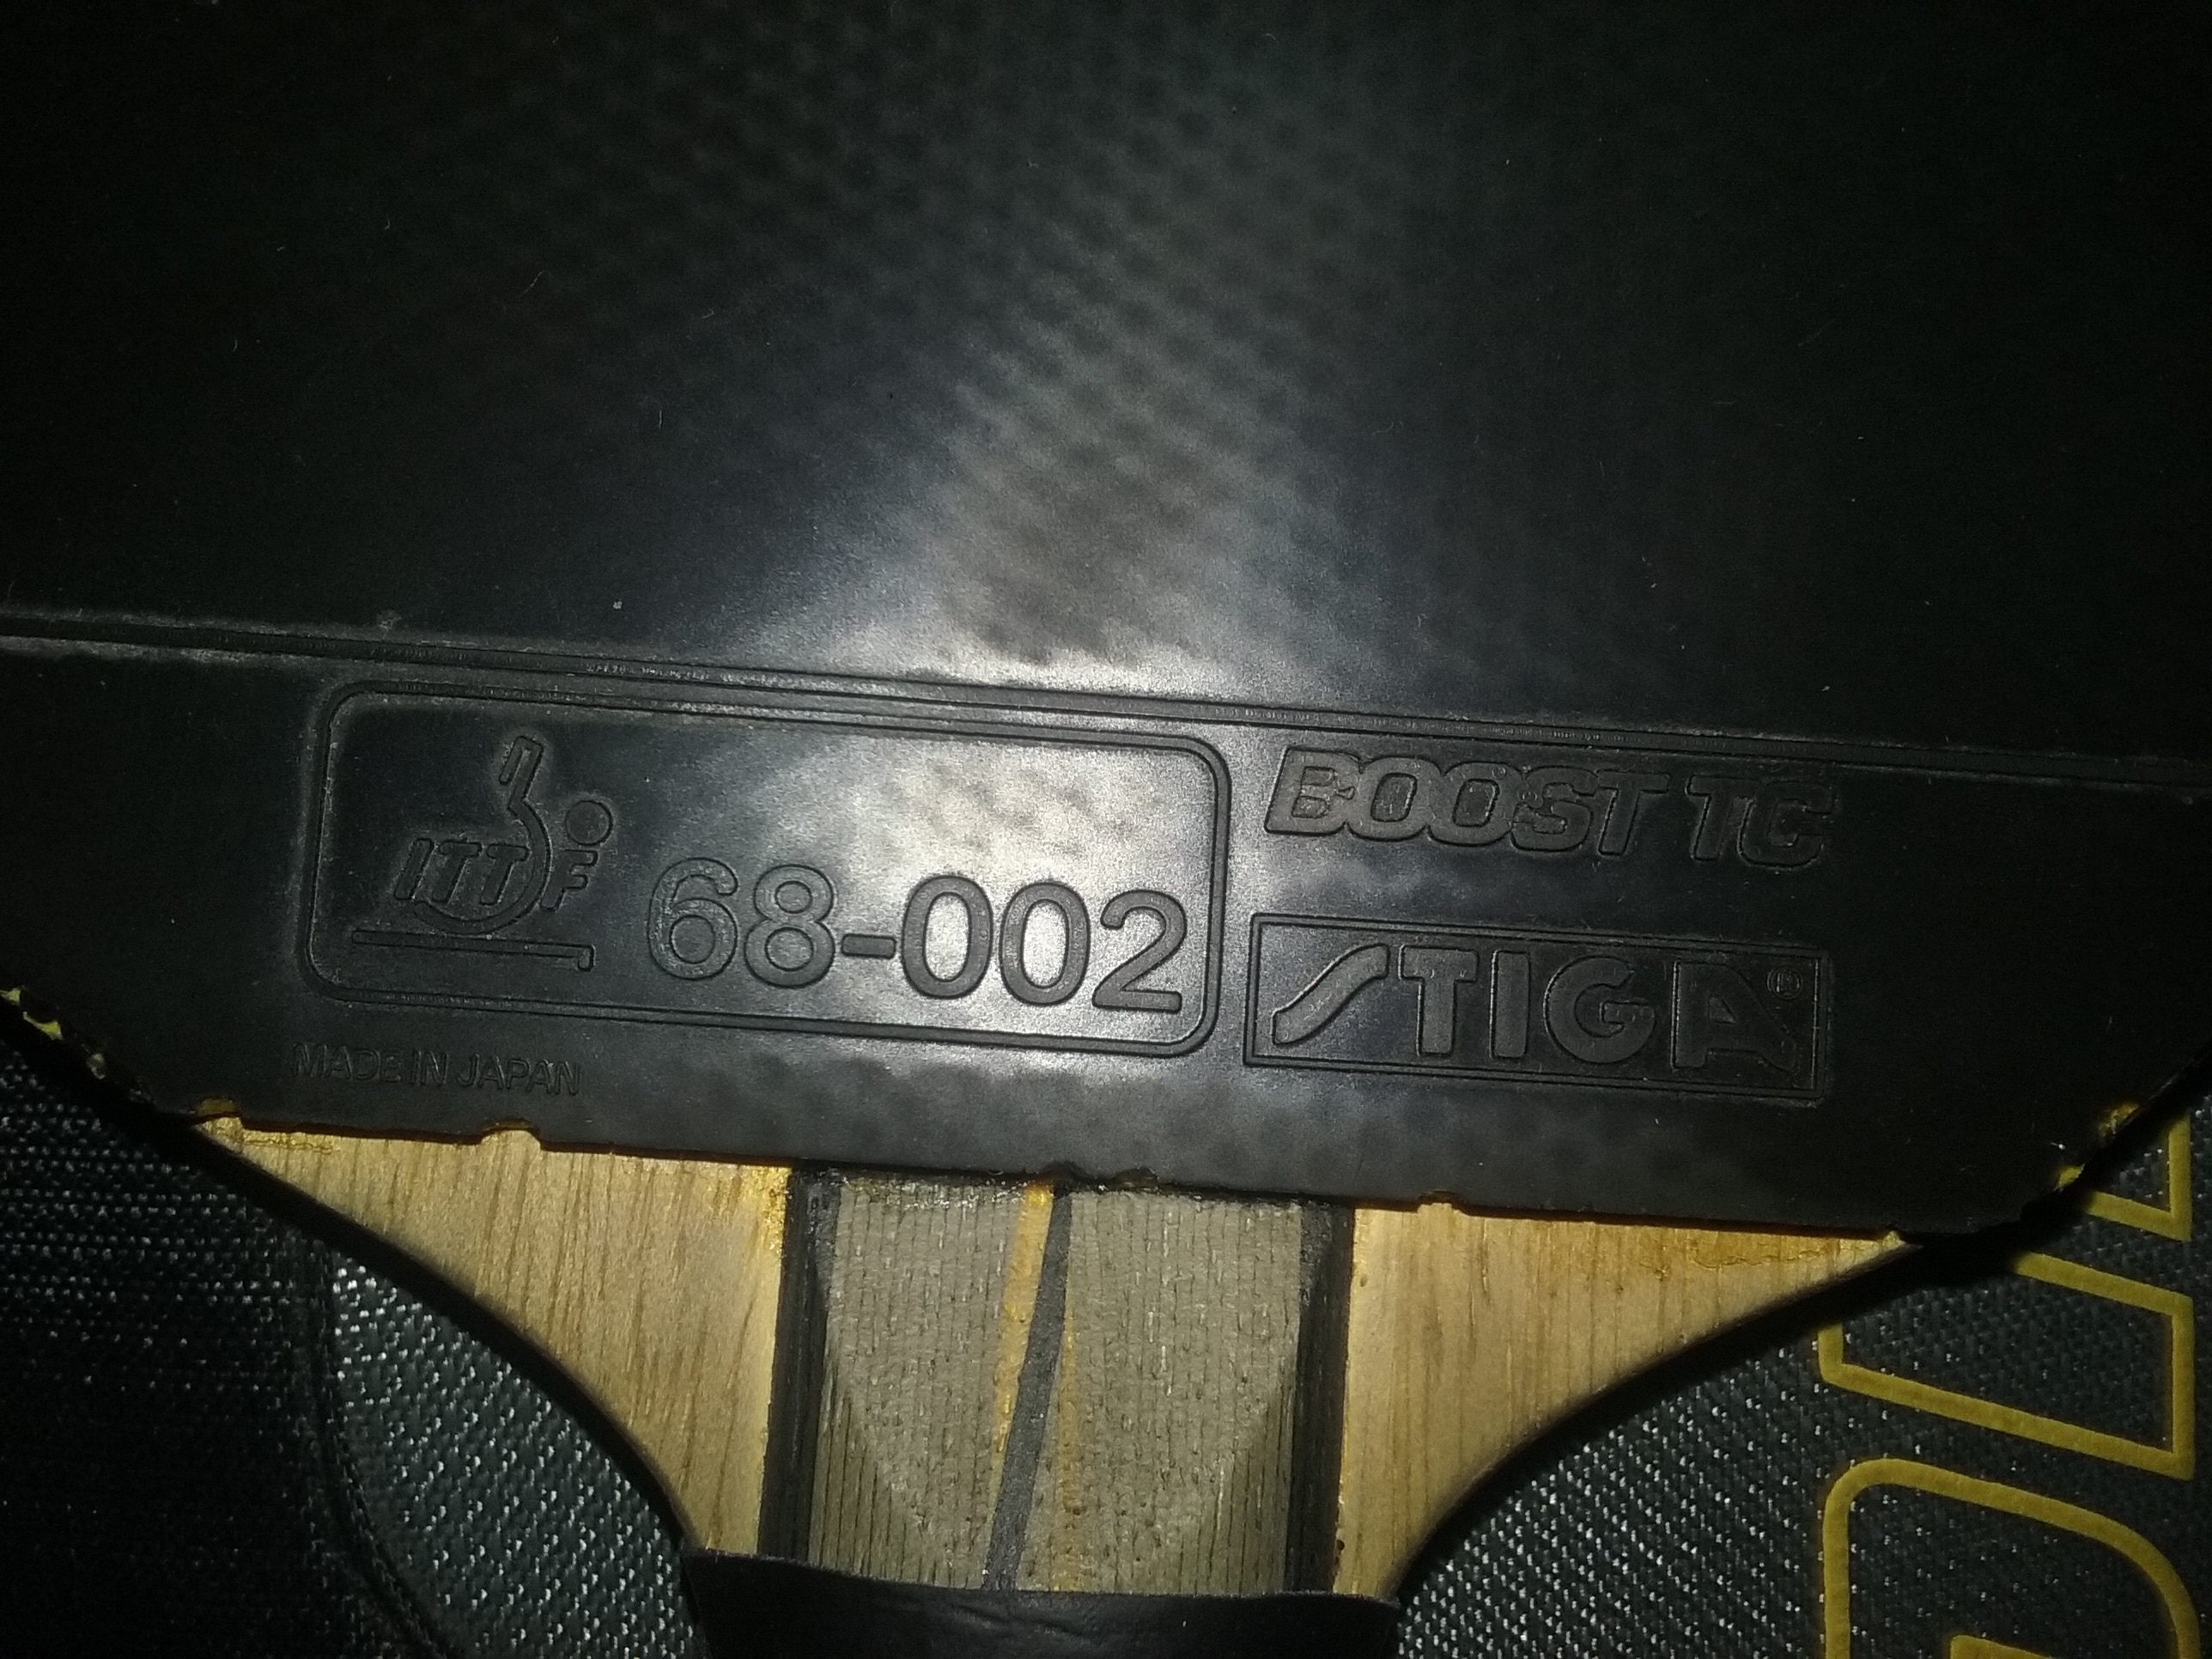 BOOST TC
ITTF 68-002
STIGA®
MADE IN JAPAN